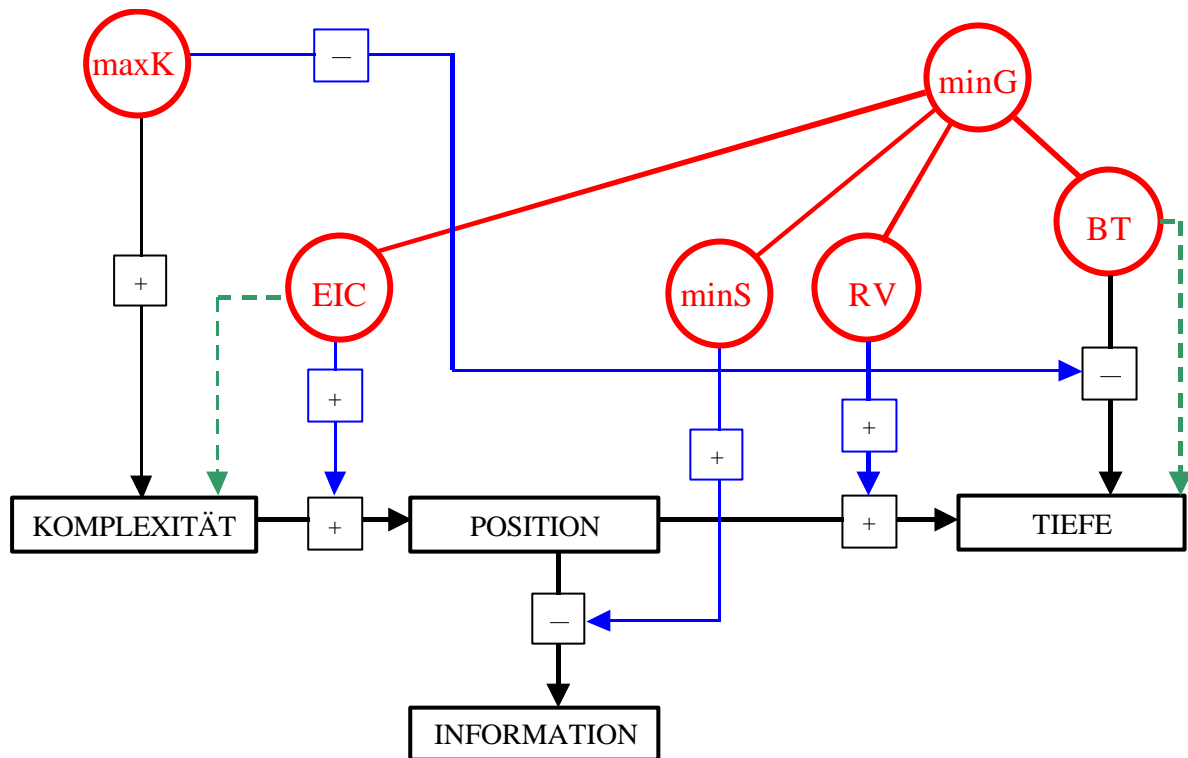 maxK
—
minG
BT
+
EIC
minS
RV
—
+
+
+
KOMPLEXITÄT
+
POSITION
+
TIEFE
—
INFORMATION